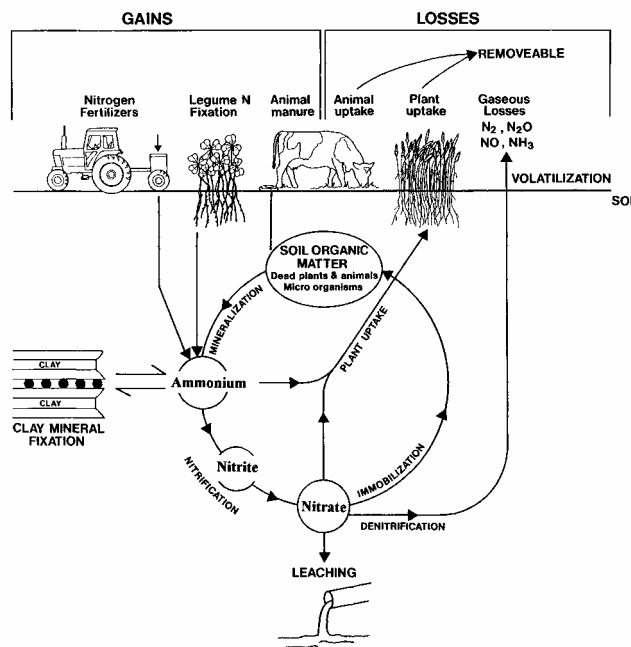 GAINS
LOSSES
REMOVEABLE
Nitrogen
Fertilizers
Legume N
Fixation
Animal
manure
Animal
uptake
Plant
uptake
Gaseous
Losses
N₂ , N₂O
NO , NH₃
VOLATILIZATION
SOI
SOIL ORGANIC
MATTER
Dead plants & animals
Micro organisms
MINERALIZATION
PLANT UPTAKE
CLAY
CLAY
CLAY MINERAL
FIXATION
Ammonium
Nitrite
NITRIFICATION
Nitrate
IMMOBILIZATION
DENITRIFICATION
LEACHING